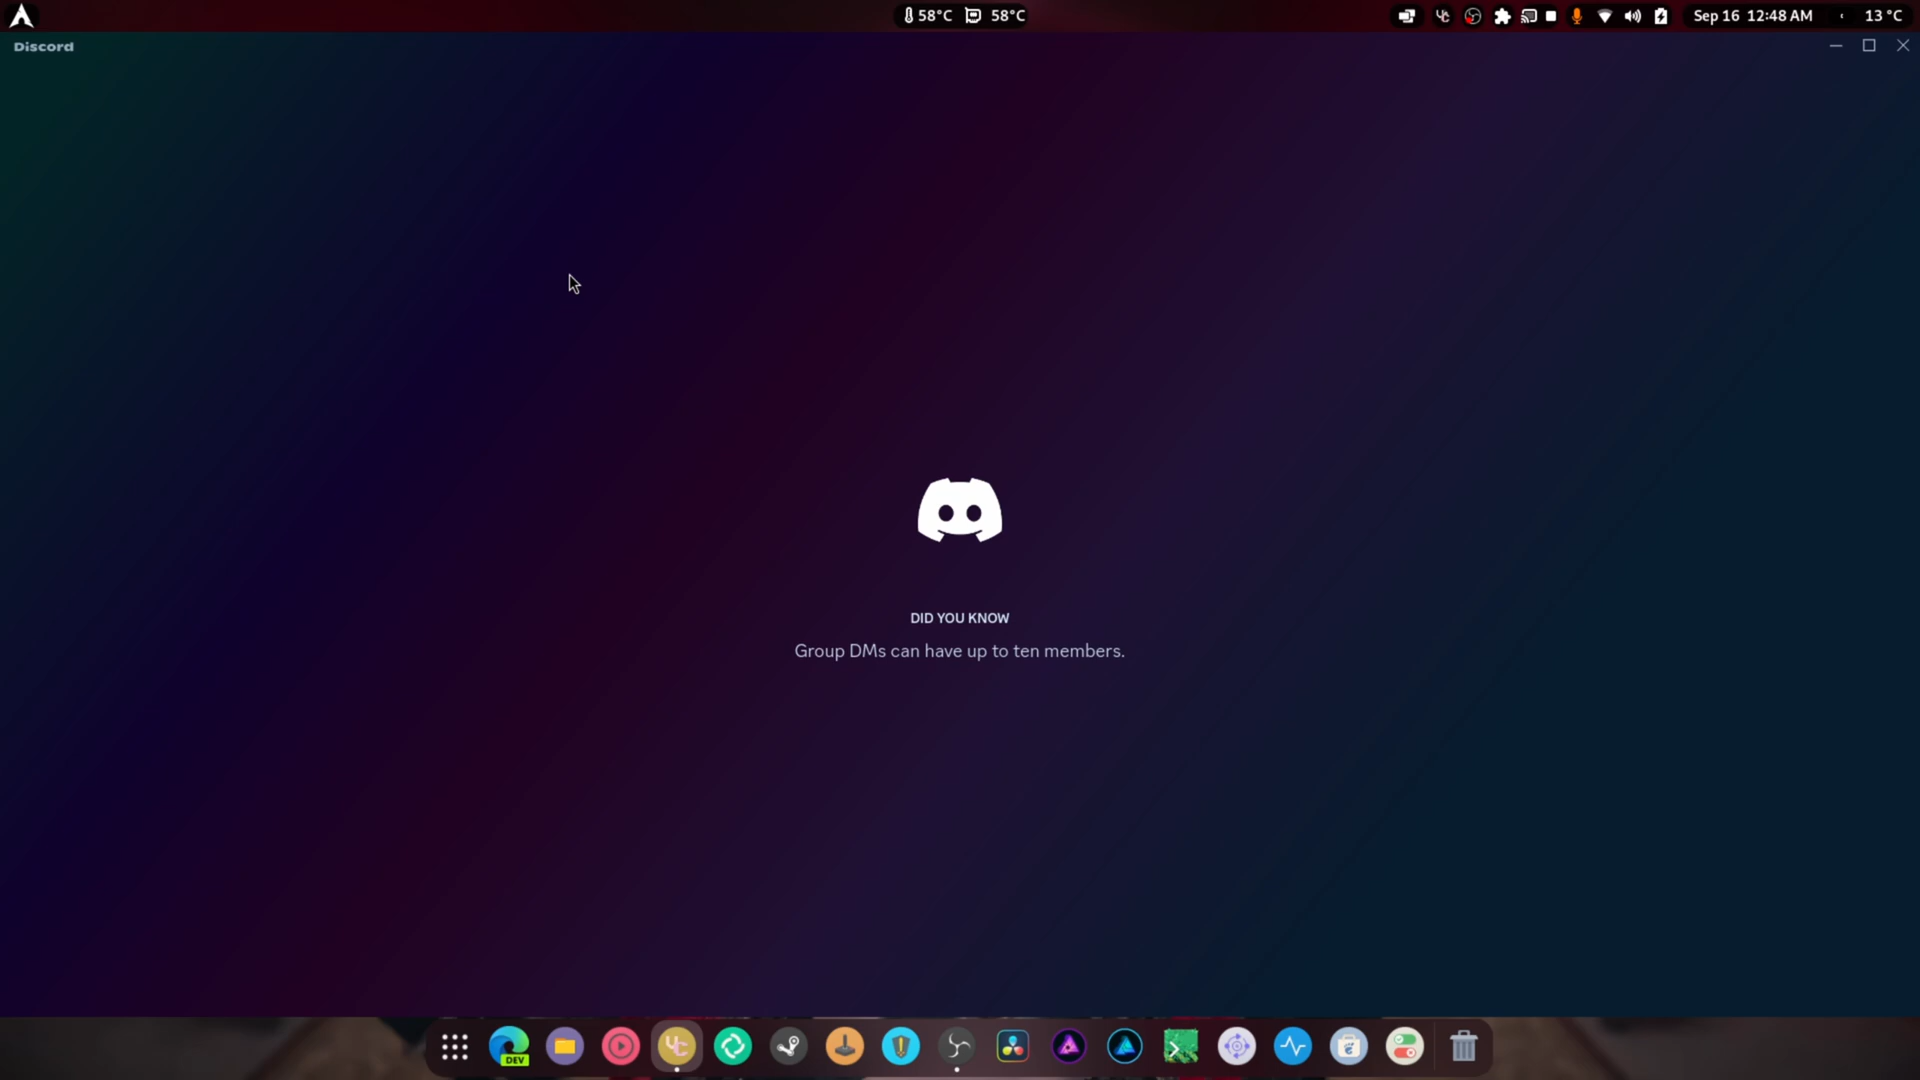 58°C 58°C
Sep 16 12:48 AM
13 °C
Discord
DID YOU KNOW
Group DMs can have up to ten members.
DEV